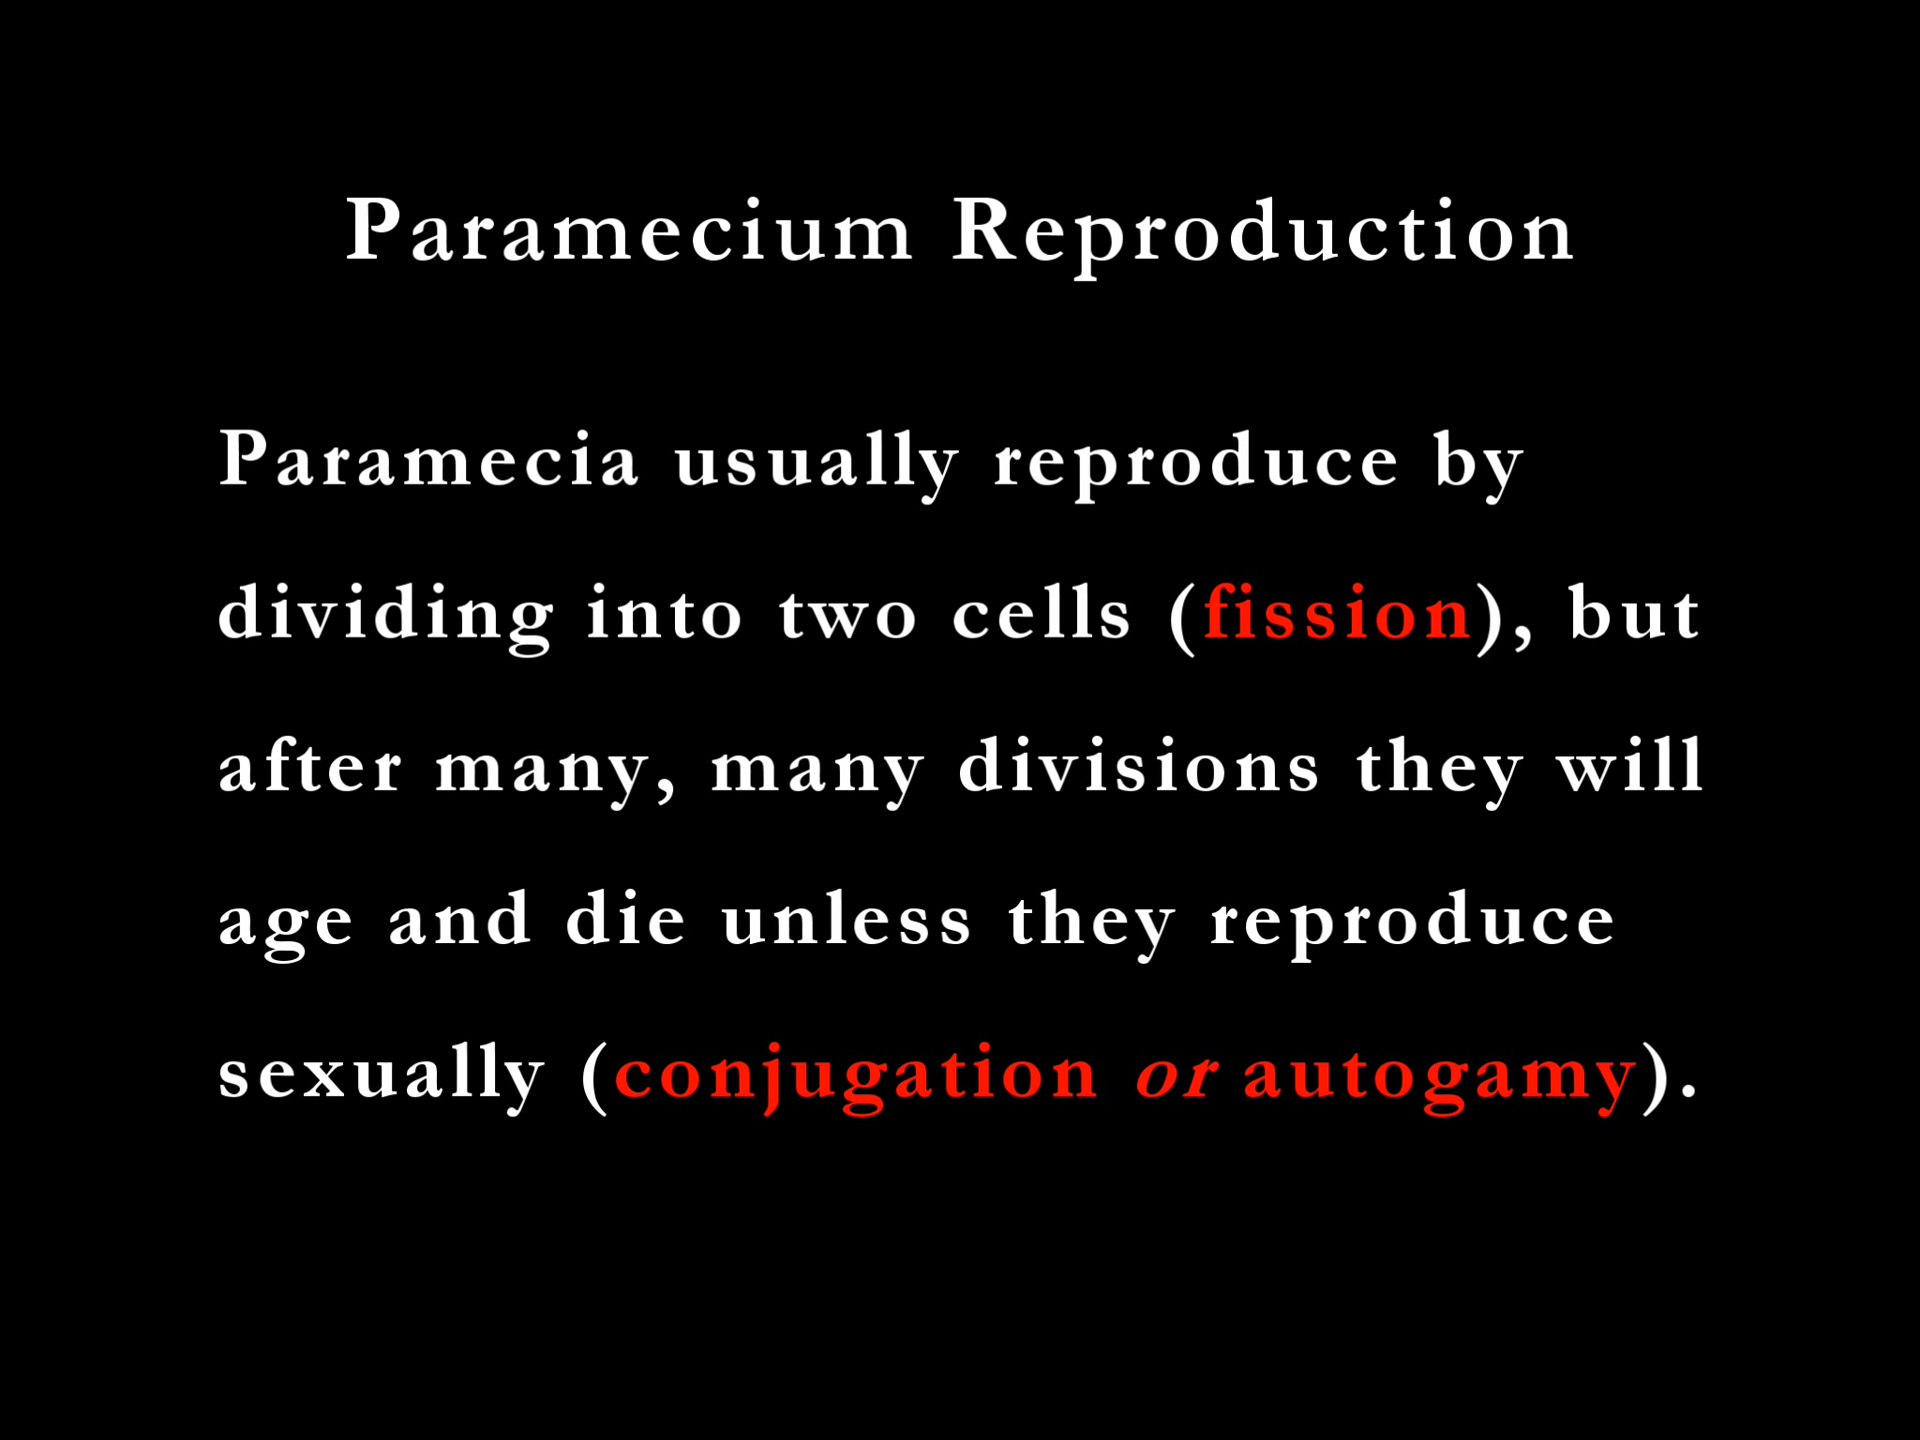 Paramecium Reproduction
Paramecia usually reproduce by
dividing into two cells (fission), but
after many, many divisions they will
age and die unless they reproduce
sexually (conjugation or autogamy).